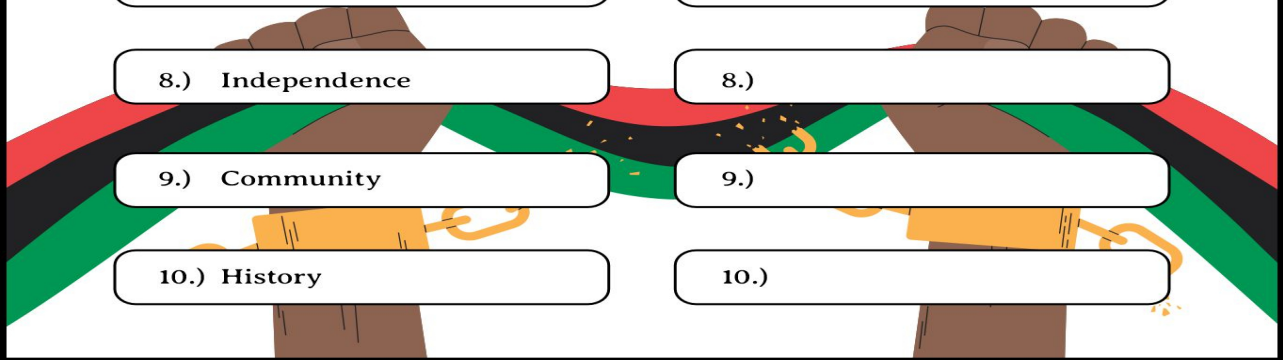 8.) Independence
8.)
9.) Community
9.)
10.) History
10.)